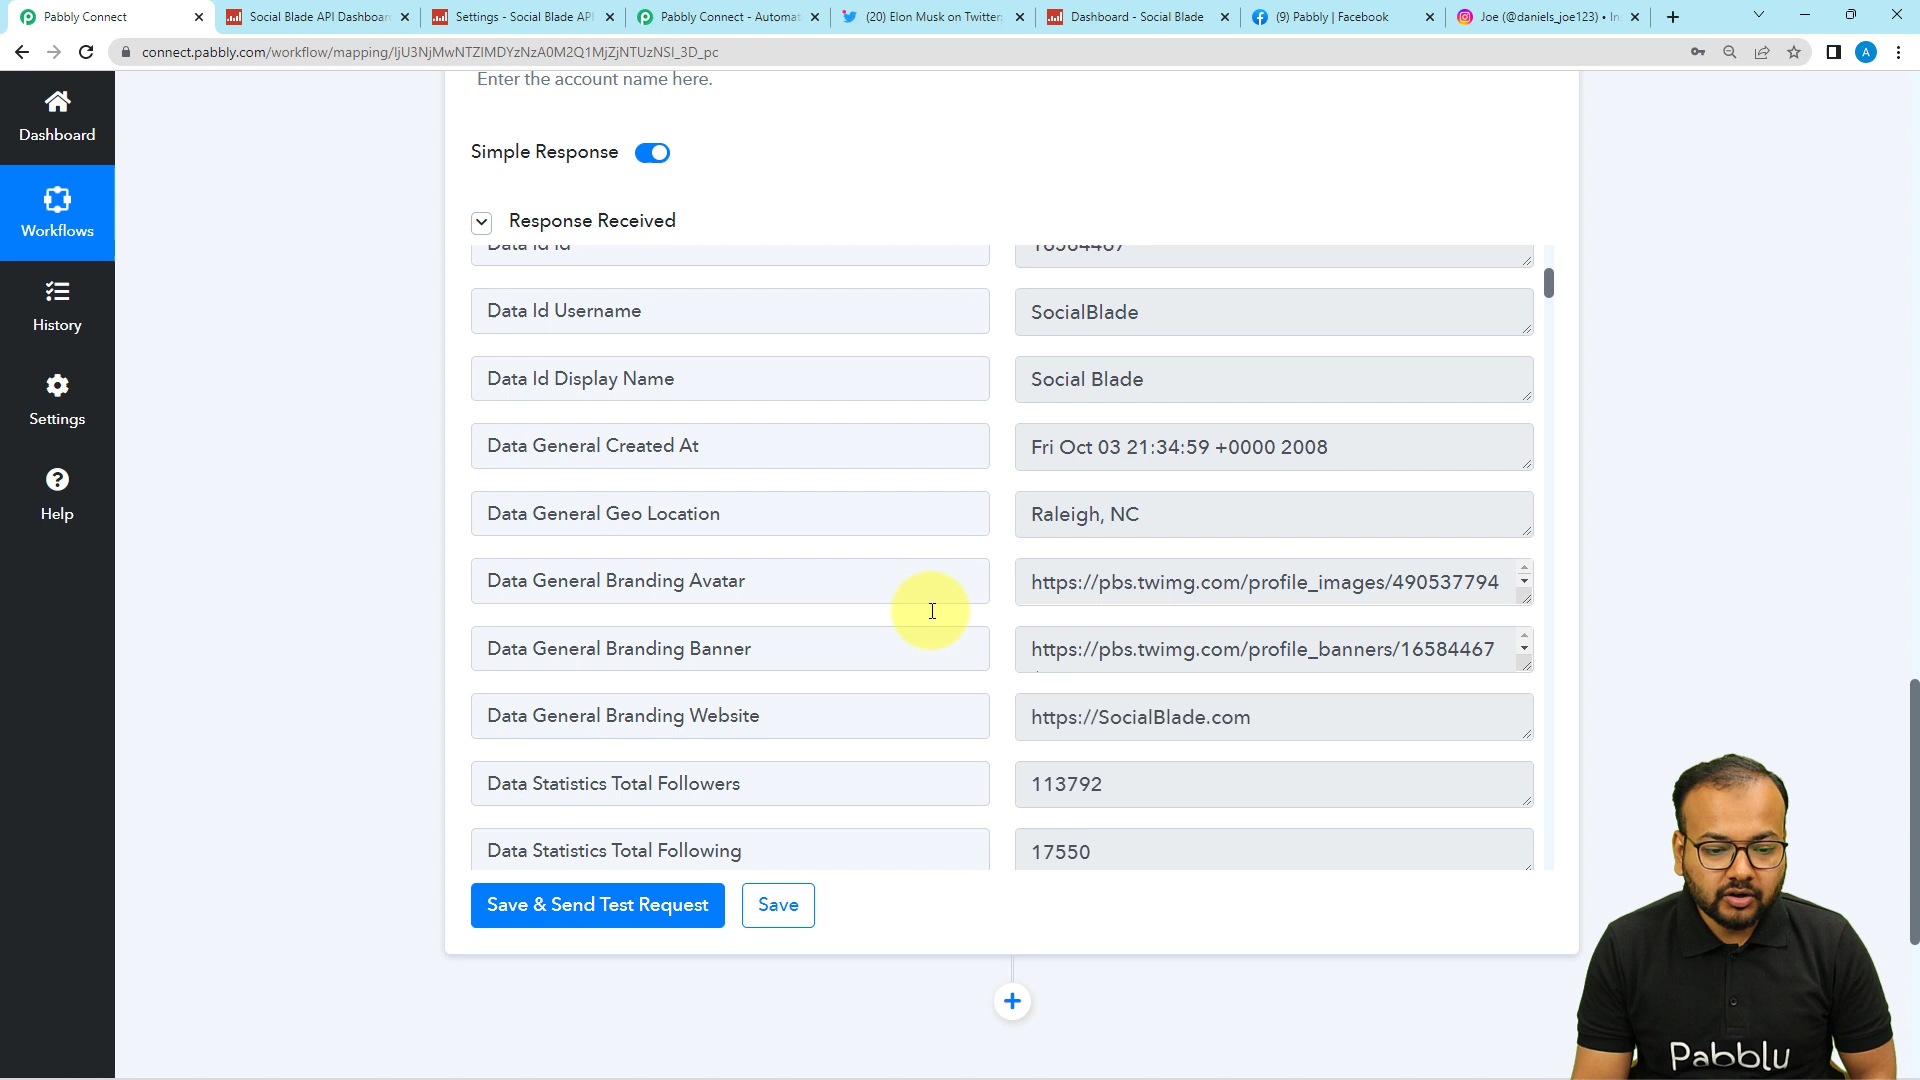 Pabbly Connect
Social Blade API Dashboar
Settings - Social Blade API
Pabbly Connect - Automat
(20) Elon Musk on Twitter:
Dashboard - Social Blade
(9) Pabbly | Facebook
Joe (@daniels_joe123) • In
connect.pabbly.com/workflow/mapping/IjU3NjMwNTZlMDYzNzA0M2Q1MjZjNTUzNSI_3D_pc
A
Enter the account name here.
Dashboard
Workflows
History
Settings
Help
Simple Response
Response Received
Data Id Id
16584467
Data Id Username
SocialBlade
Data Id Display Name
Social Blade
Data General Created At
Fri Oct 03 21:34:59 +0000 2008
Data General Geo Location
Raleigh, NC
Data General Branding Avatar
https://pbs.twimg.com/profile_images/490537794
Data General Branding Banner
https://pbs.twimg.com/profile_banners/16584467
Data General Branding Website
https://SocialBlade.com
Data Statistics Total Followers
113792
Data Statistics Total Following
17550
Save & Send Test Request
Save
Pabblu